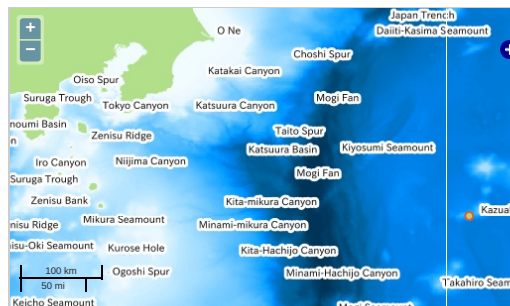 +
−
Japan Trench
O Ne
Daiiti-Kasima Seamount
Choshi Spur
Katakai Canyon
Oiso Spur
Suruga Trough
Tokyo Canyon
Katsuura Canyon
Mogi Fan
noumi Basin
Zenisu Ridge
Taito Spur
n
Katsuura Basin
Kiyosumi Seamount
Iro Canyon
Niijima Canyon
Suruga Trough
Mogi Fan
Zenisu Bank
Kita-mikura Canyon
Kazua
nisu Ridge
Mikura Seamount
Minami-mikura Canyon
isu-Oki Seamount
Kurose Hole
Kita-Hachijo Canyon
100 km
Ogoshi Spur
Minami-Hachijo Canyon
50 mi
Takahiro Seam
Keicho Seamount
Mogi Seamount